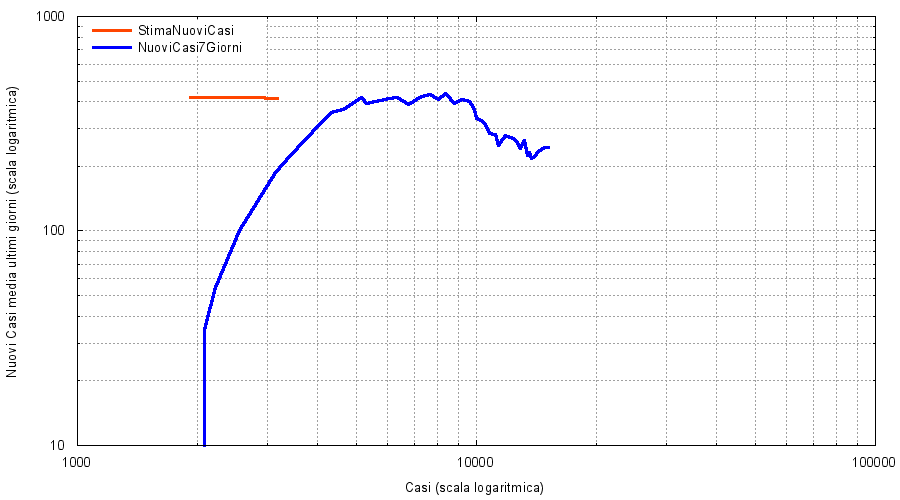 1000
StimaNuoviCasi
NuoviCasi7Giorni
Nuovi Casi media ultimi giorni (scala logaritmica)
100
10
1000
10000
100000
Casi (scala logaritmica)